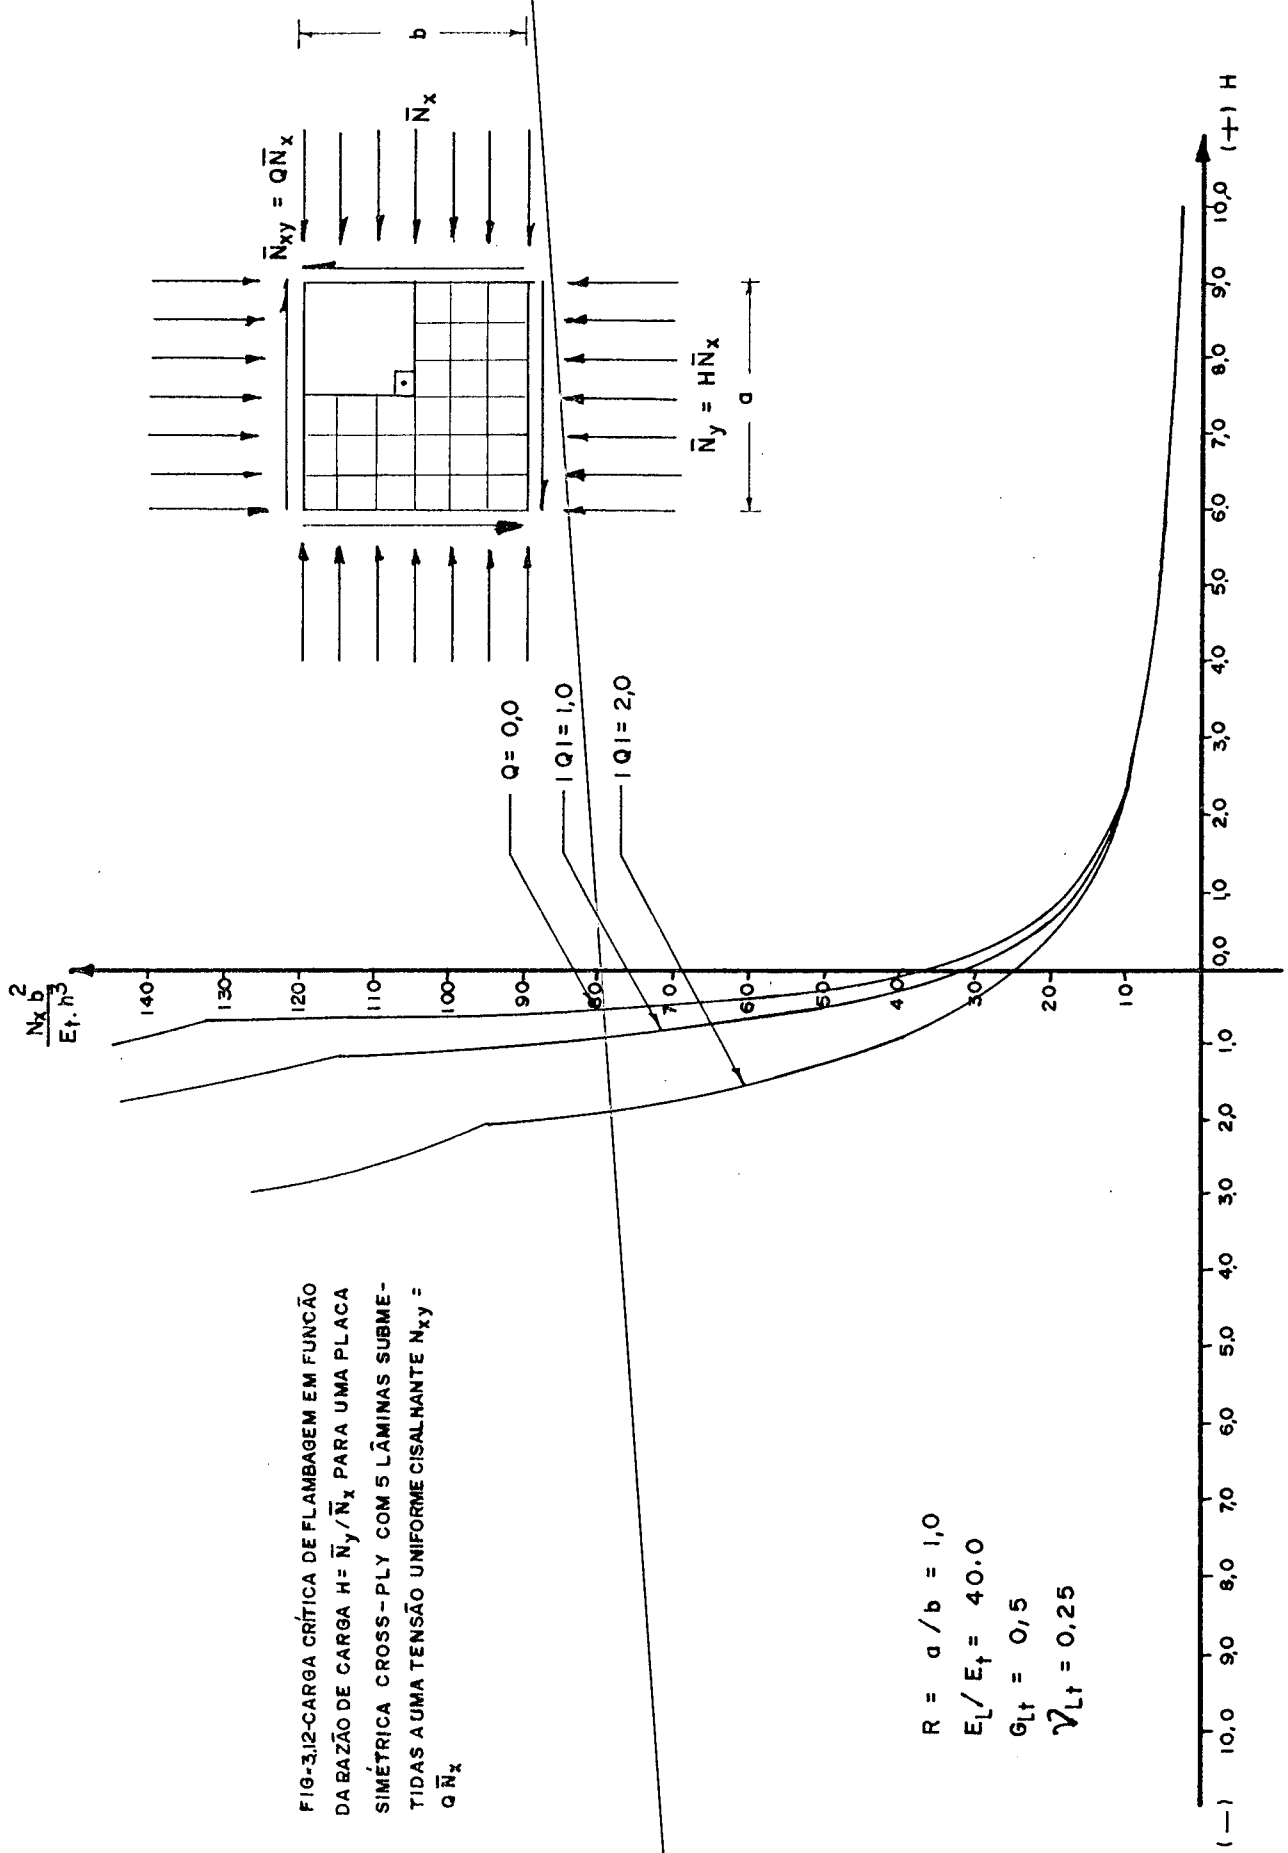 FIG-3.12-CARGA CRÍTICA DE FLAMBAGEM EM FUNCÃO
DA RAZÃO DE CARGA H= N̅y/N̅x PARA UMA PLACA
SIMÉTRICA CROSS-PLY COM 5 LÂMINAS SUBME-
TIDAS A UMA TENSÃO UNIFORME CISALHANTE Nxy =
QN̅x
R = a/b = 1,0
EL/Et = 40.0
GLt = 0,5
νLt = 0,25
Nx b²
Et. h³
140
130
120
110
100
90
80
70
60
50
40
30
20
10
Q= 0,0
|Q|= 1,0
|Q|= 2,0
N̅xy = QN̅x
N̅x
b
N̅y = HN̅x
a
(—)
10,0
9,0
8,0
7,0
6,0
5,0
4,0
3,0
2,0
1,0
0,0
1,0
2,0
3,0
4,0
5,0
6,0
7,0
8,0
9,0
10,0
(+) H